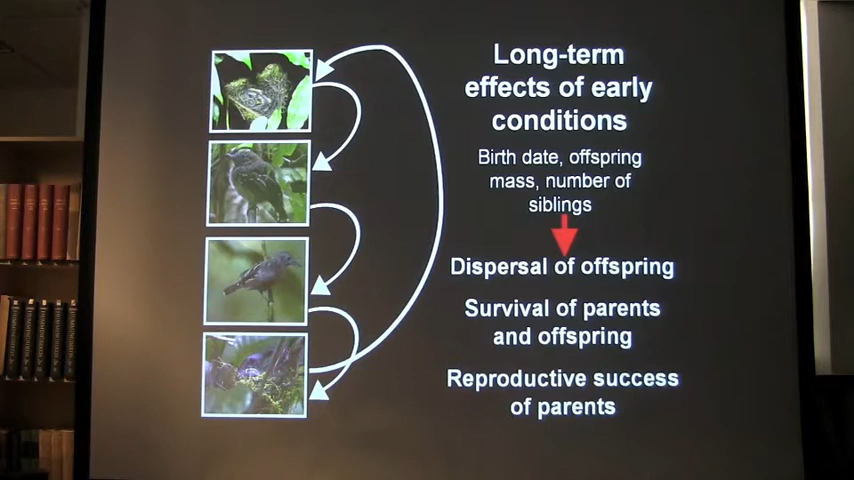 Long-term
effects of early
conditions
Birth date, offspring
mass, number of
siblings
Dispersal of offspring
Survival of parents
and offspring
Reproductive success
of parents